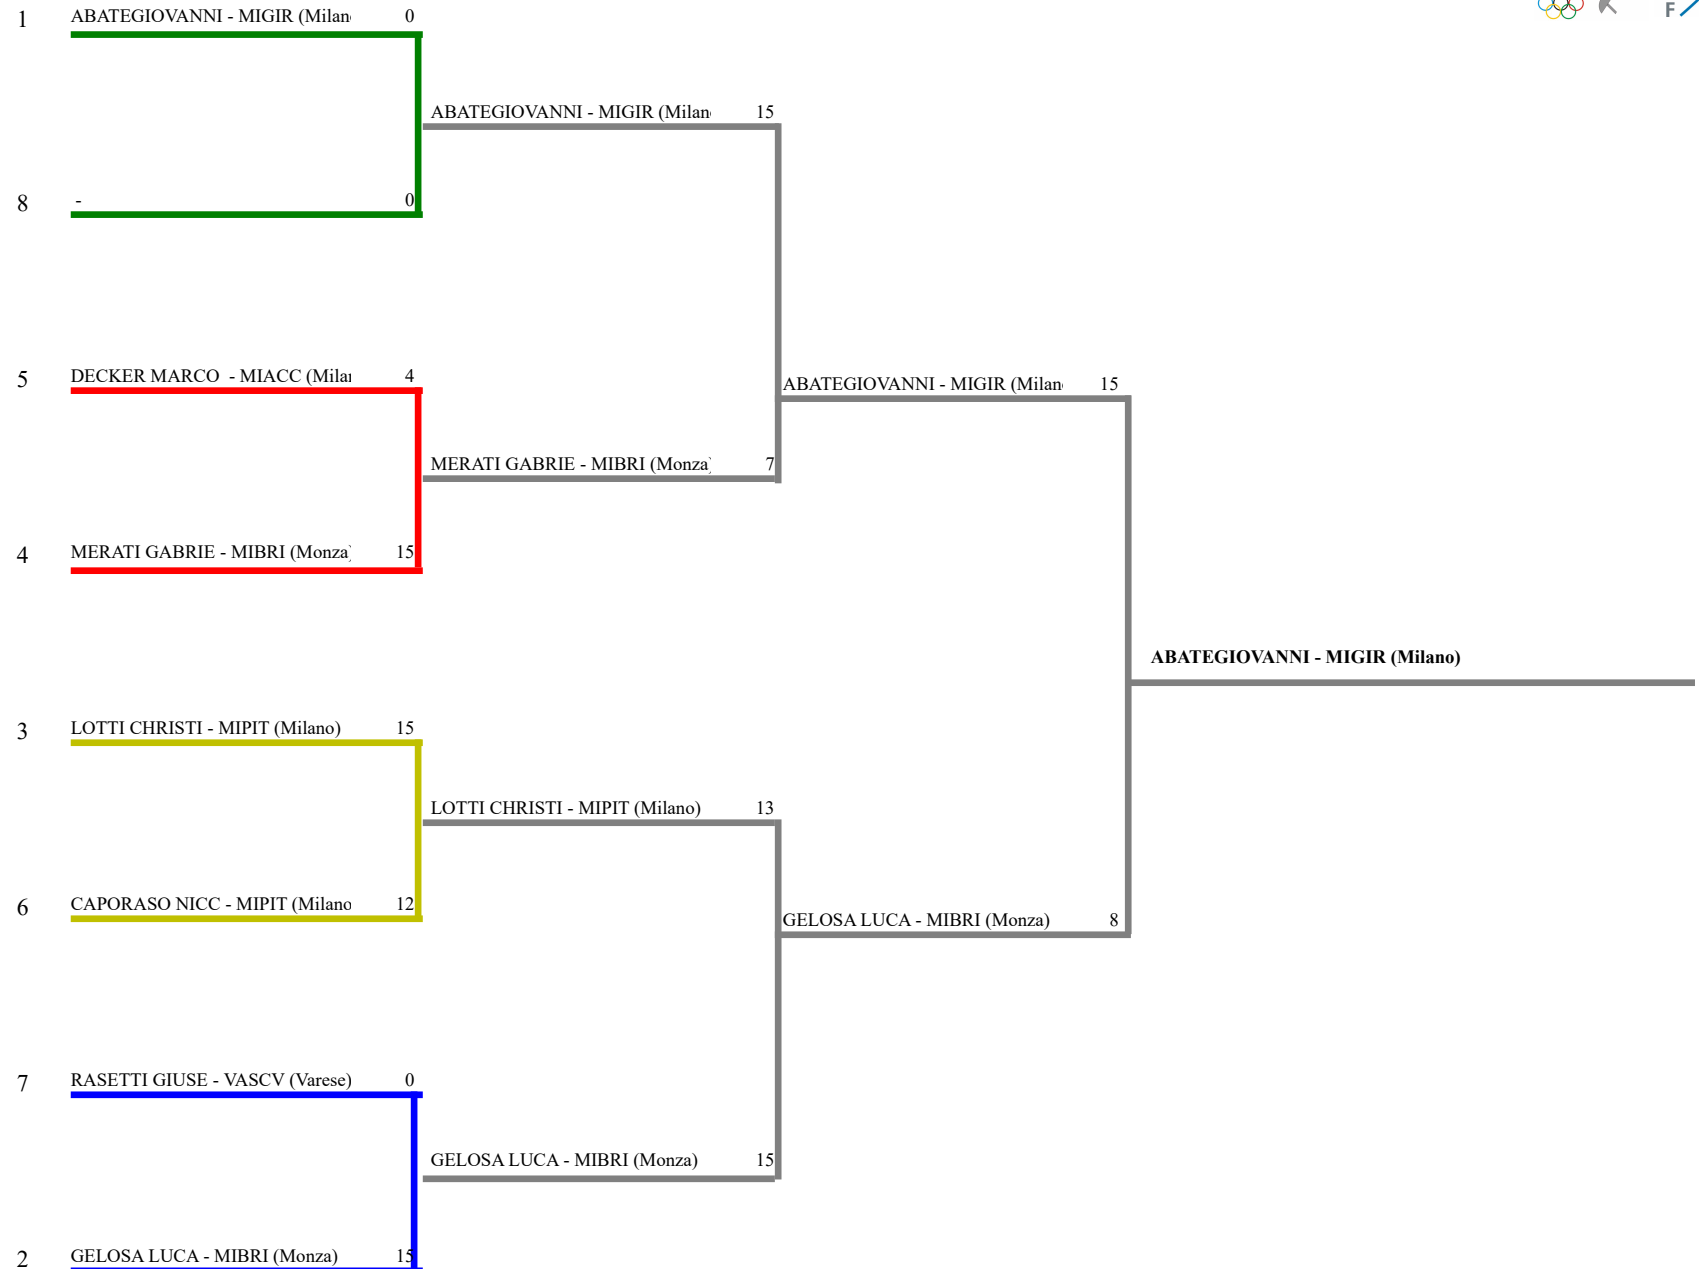 1 ABATEGIOVANNI - MIGIR (Milan 0
ABATEGIOVANNI - MIGIR (Milan 15
8 - 0
5 DECKER MARCO - MIACC (Mila 4
ABATEGIOVANNI - MIGIR (Milan 15
MERATI GABRIE - MIBRI (Monza) 7
4 MERATI GABRIE - MIBRI (Monza) 15
ABATEGIOVANNI - MIGIR (Milano)
3 LOTTI CHRISTI - MIPIT (Milano) 15
LOTTI CHRISTI - MIPIT (Milano) 13
6 CAPORASO NICC - MIPIT (Milano 12
GELOSA LUCA - MIBRI (Monza) 8
7 RASETTI GIUSE - VASCV (Varese) 0
GELOSA LUCA - MIBRI (Monza) 15
2 GELOSA LUCA - MIBRI (Monza) 15
F